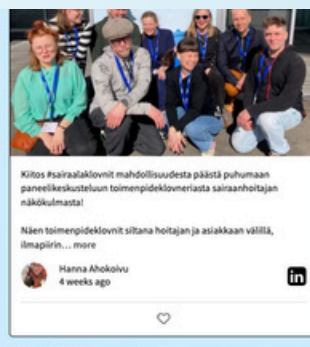 Kiitos #sairaalaklovnit mahdollisuudesta päästä puhumaan
paneelikeskusteluun toimenpideklovneriasta sairaanhoitajan
näkökulmasta!
Näen toimenpideklovnit siltana hoitajan ja asiakkaan välillä,
ilmapiirin… more
Hanna Ahokoivu
4 weeks ago
in